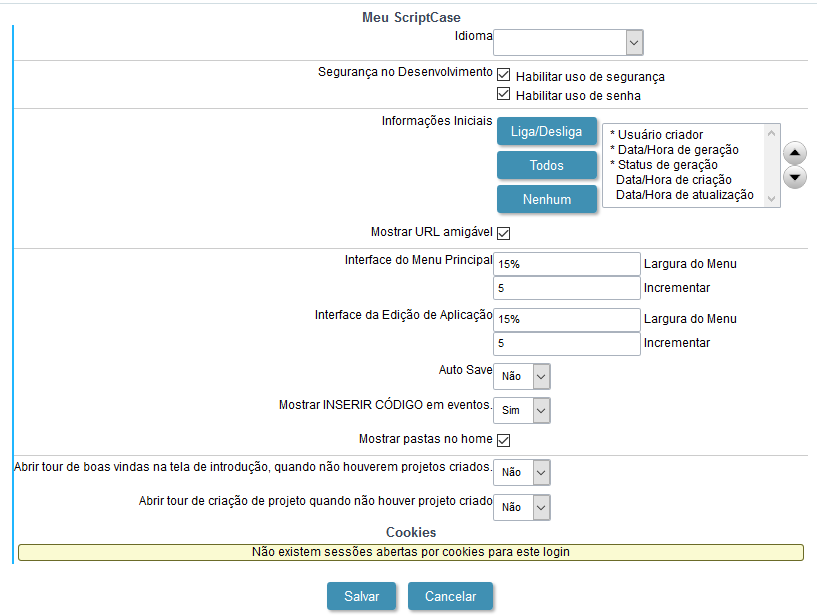 Meu ScriptCase
Idioma
Segurança no Desenvolvimento Habilitar uso de segurança
Habilitar uso de senha
Informações Iniciais
Liga/Desliga
Todos
Nenhum
* Usuário criador
* Data/Hora de geração
* Status de geração
Data/Hora de criação
Data/Hora de atualização
Mostrar URL amigável
Interface do Menu Principal 15% Largura do Menu
5 Incrementar
Interface da Edição de Aplicação 15% Largura do Menu
5 Incrementar
Auto Save Não
Mostrar INSERIR CÓDIGO em eventos. Sim
Mostrar pastas no home
Abrir tour de boas vindas na tela de introdução, quando não houverem projetos criados. Não
Abrir tour de criação de projeto quando não houver projeto criado Não
Cookies
Não existem sessões abertas por cookies para este login
Salvar Cancelar